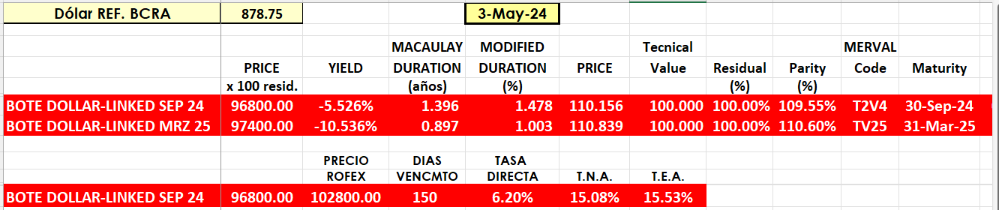 Dólar REF. BCRA 878.75 3-May-24
MACAULAY MODIFIED Tecnical MERVAL
PRICE YIELD DURATION DURATION PRICE Value Residual Parity Code Maturity
x 100 resid. (años) (%) (%) (%)
BOTE DOLLAR-LINKED SEP 24 96800.00 -5.526% 1.396 1.478 110.156 100.000 100.00% 109.55% T2V4 30-Sep-24
BOTE DOLLAR-LINKED MRZ 25 97400.00 -10.536% 0.897 1.003 110.839 100.000 100.00% 110.60% TV25 31-Mar-25
PRECIO DIAS TASA
ROFEX VENCMTO DIRECTA T.N.A. T.E.A.
BOTE DOLLAR-LINKED SEP 24 96800.00 102800.00 150 6.20% 15.08% 15.53%